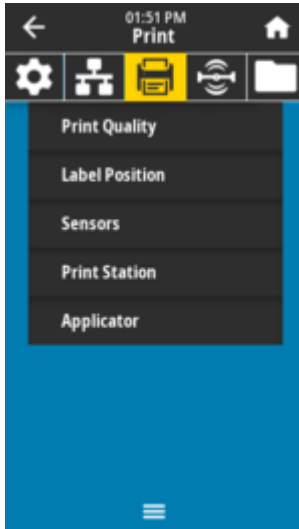 01:51 PM
Print
Print Quality
Label Position
Sensors
Print Station
Applicator